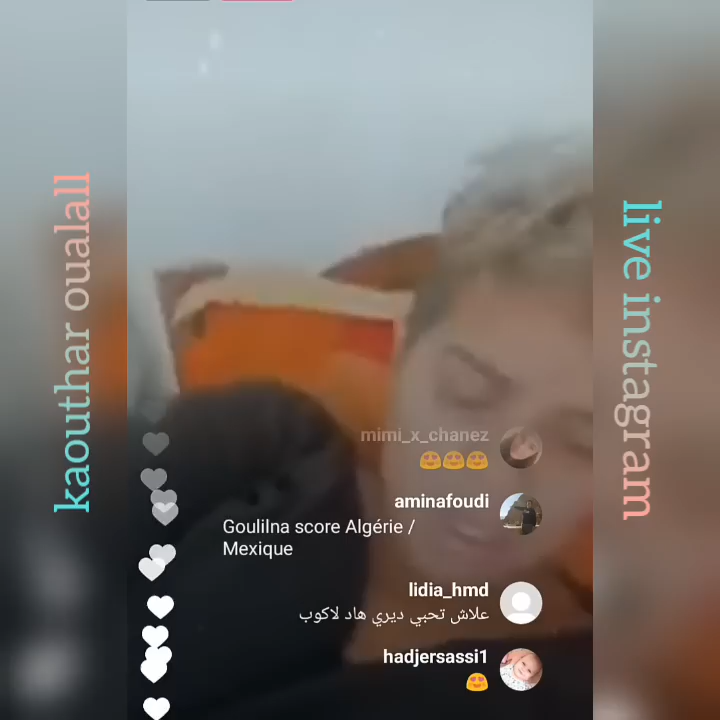 kaouthar oualall
live instagram
mimi_x_chanez
😍😍😍
aminafoudi
Goulilna score Algérie /
Mexique
lidia_hmd
علاش تحبي ديري هاد لاكوب
hadjersassi1
😍